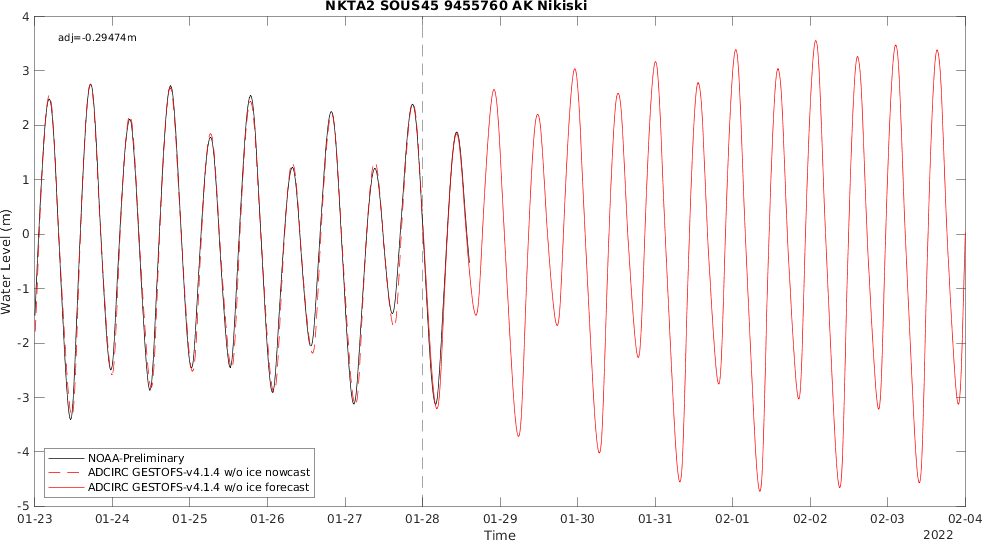 NKTA2 SOUS45 9455760 AK Nikiski
adj=-0.29474m
4
3
2
1
0
-1
-2
-3
-4
-5
Water Level (m)
NOAA-Preliminary
ADCIRC GESTOFS-v4.1.4 w/o ice nowcast
ADCIRC GESTOFS-v4.1.4 w/o ice forecast
01-23 01-24 01-25 01-26 01-27 01-28 01-29 01-30 01-31 02-01 02-02 02-03 02-04
Time
2022